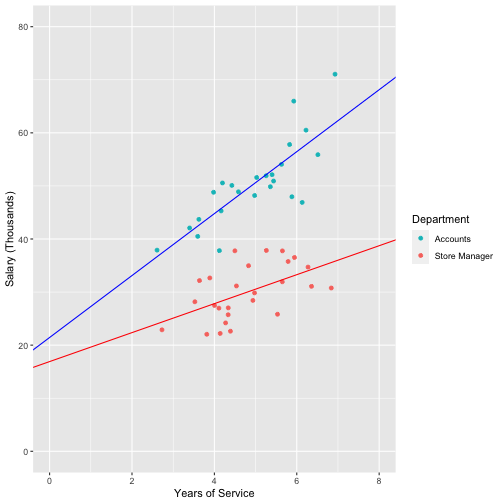 80
60
40
20
0
Salary (Thousands)
0 2 4 6 8
Years of Service
Department
Accounts
Store Manager